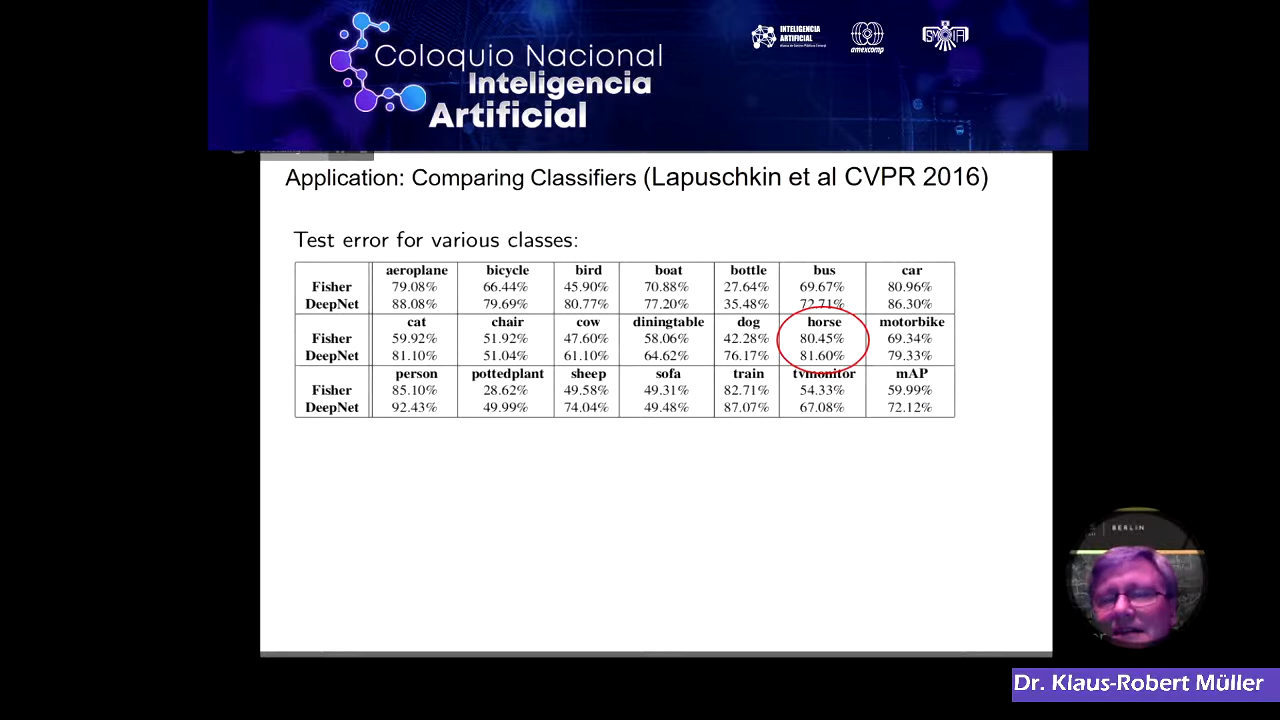 Coloquio Nacional
Inteligencia
Artificial
INTELIGENCIA
ARTIFICIAL
amexcomp
SMIA
Application: Comparing Classifiers (Lapuschkin et al CVPR 2016)
Test error for various classes:
aeroplane bicycle bird boat bottle bus car
Fisher 79.08% 66.44% 45.90% 70.88% 27.64% 69.67% 80.96%
DeepNet 88.08% 79.69% 80.77% 77.20% 35.48% 72.71% 86.30%
cat chair cow diningtable dog horse motorbike
Fisher 59.92% 51.92% 47.60% 58.06% 42.28% 80.45% 69.34%
DeepNet 81.10% 51.04% 61.10% 64.62% 76.17% 81.60% 79.33%
person pottedplant sheep sofa train tvmonitor mAP
Fisher 85.10% 28.62% 49.58% 49.31% 82.71% 54.33% 59.99%
DeepNet 92.43% 49.99% 74.04% 49.48% 87.07% 67.08% 72.12%
BERLIN
Dr. Klaus-Robert Müller